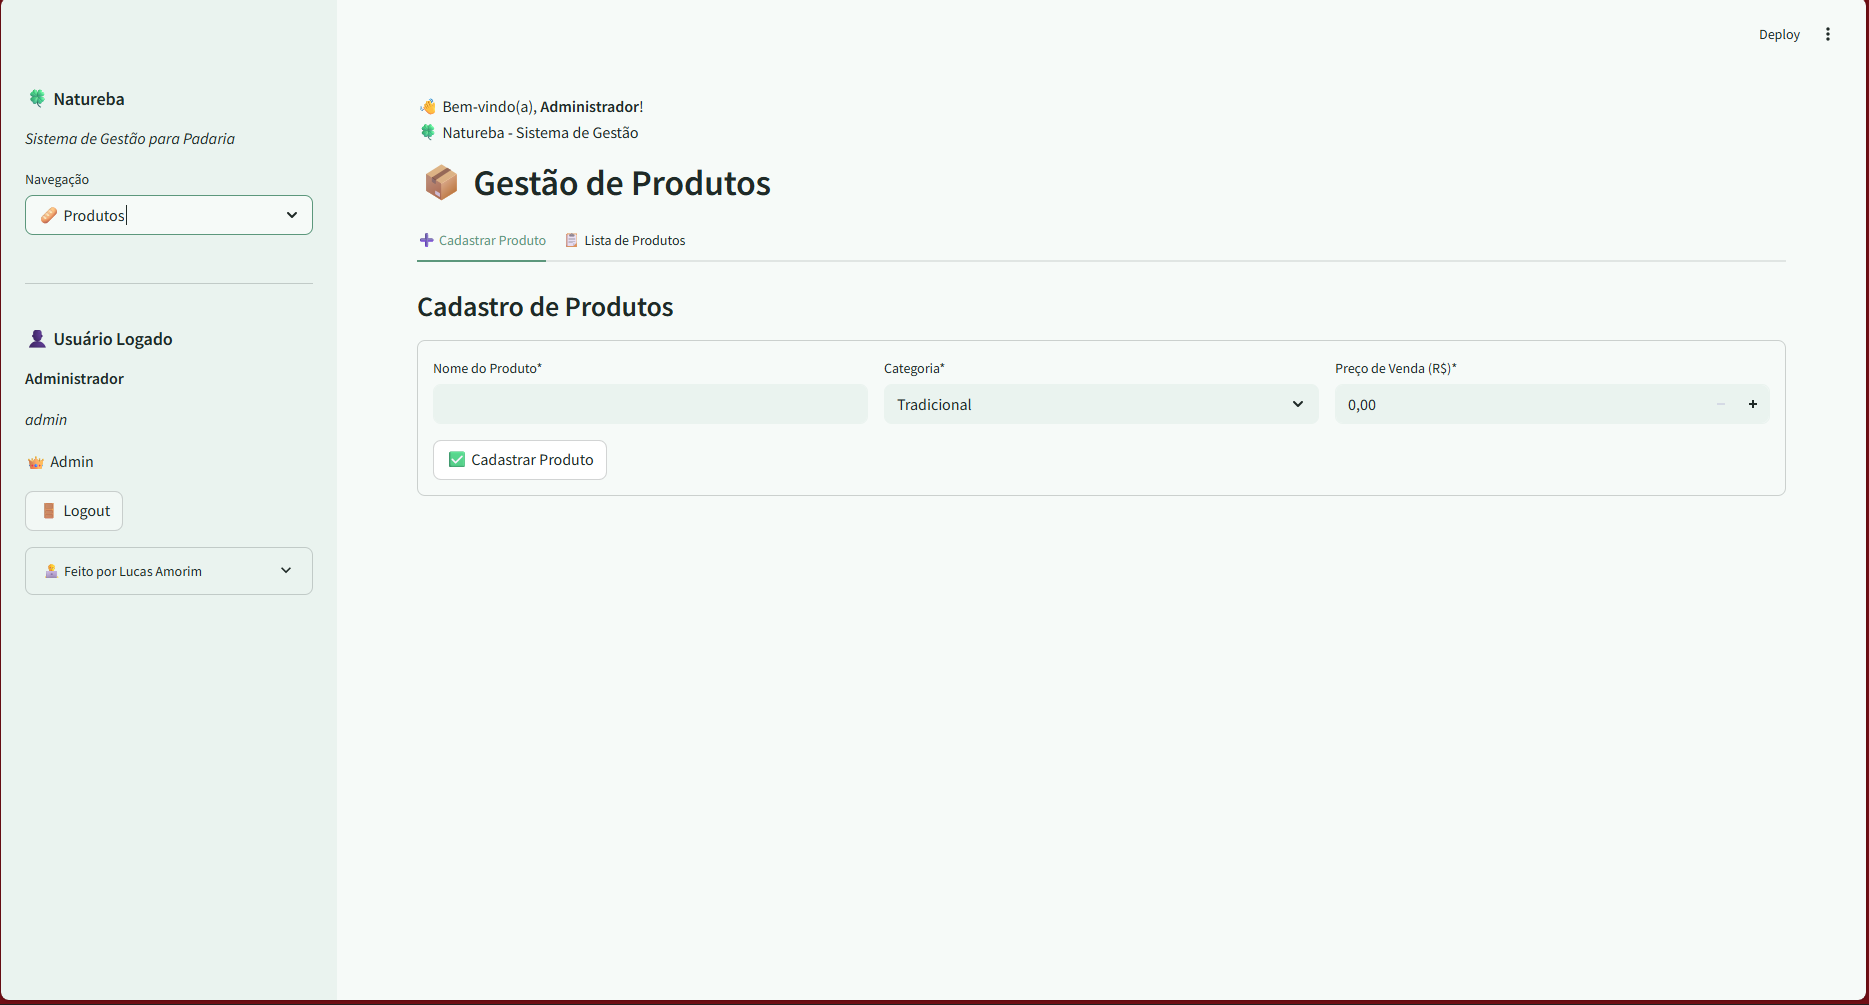 Deploy
Natureba
Sistema de Gestão para Padaria
Navegação
Produtos
Usuário Logado
Administrador
admin
Admin
Logout
Feito por Lucas Amorim
Bem-vindo(a), Administrador!
Natureba - Sistema de Gestão
Gestão de Produtos
Cadastrar Produto Lista de Produtos
Cadastro de Produtos
Nome do Produto* Categoria* Preço de Venda (R$)*
Tradicional 0,00
Cadastrar Produto